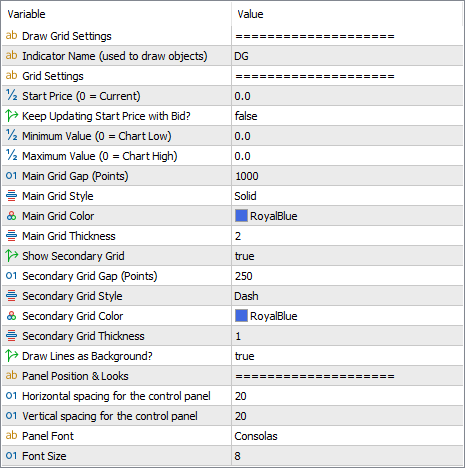 Variable Value
ab Draw Grid Settings ====================
ab Indicator Name (used to draw objects) DG
ab Grid Settings ====================
½ Start Price (0 = Current) 0.0
Keep Updating Start Price with Bid? false
½ Minimum Value (0 = Chart Low) 0.0
½ Maximum Value (0 = Chart High) 0.0
01 Main Grid Gap (Points) 1000
Main Grid Style Solid
Main Grid Color RoyalBlue
Main Grid Thickness 2
Show Secondary Grid true
01 Secondary Grid Gap (Points) 250
Secondary Grid Style Dash
Secondary Grid Color RoyalBlue
Secondary Grid Thickness 1
Draw Lines as Background? true
ab Panel Position & Looks ====================
01 Horizontal spacing for the control panel 20
01 Vertical spacing for the control panel 20
ab Panel Font Consolas
01 Font Size 8